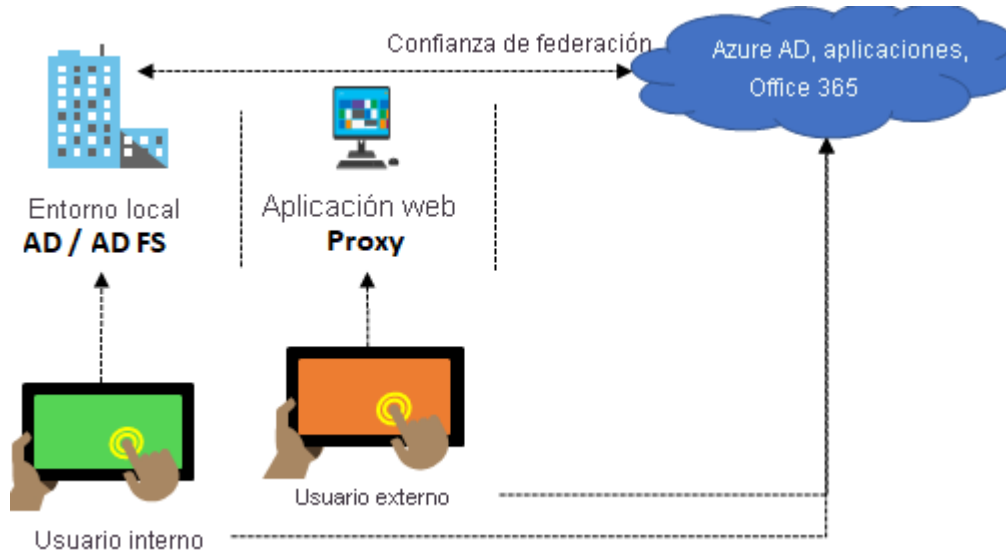 Confianza de federación
Azure AD, aplicaciones,
Office 365
Entorno local
AD / AD FS
Aplicación web
Proxy
Usuario externo
Usuario interno